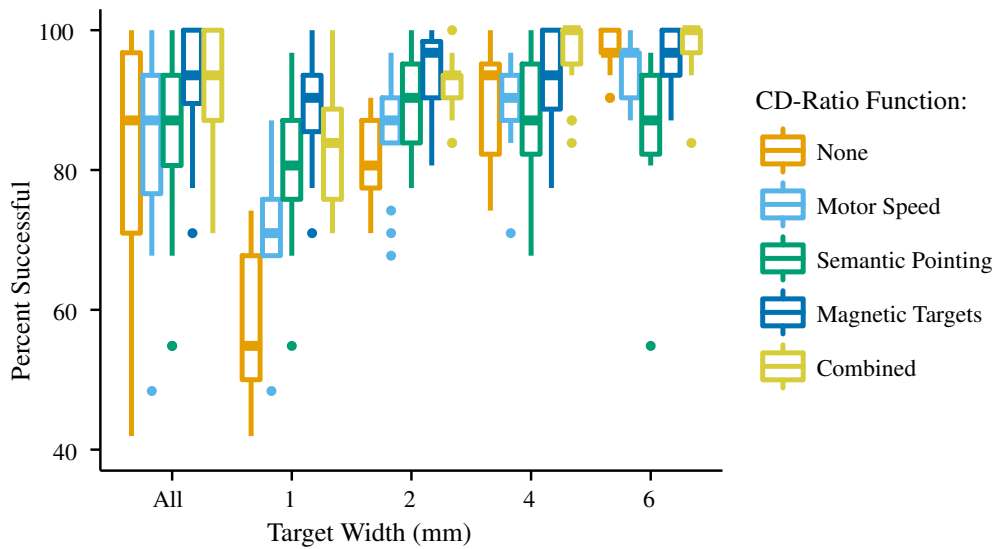 100
80
60
40
Percent Successful
All
1
2
4
6
Target Width (mm)
CD-Ratio Function:
None
Motor Speed
Semantic Pointing
Magnetic Targets
Combined